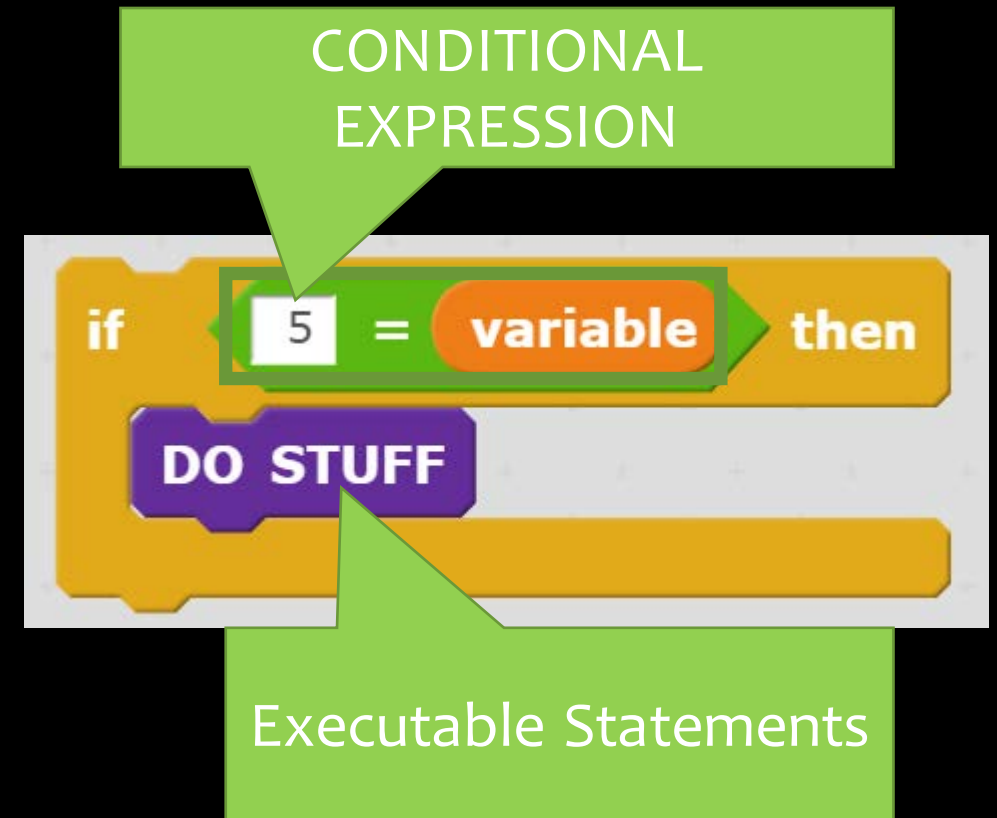 CONDITIONAL
EXPRESSION
if 5 = variable then
DO STUFF
Executable Statements